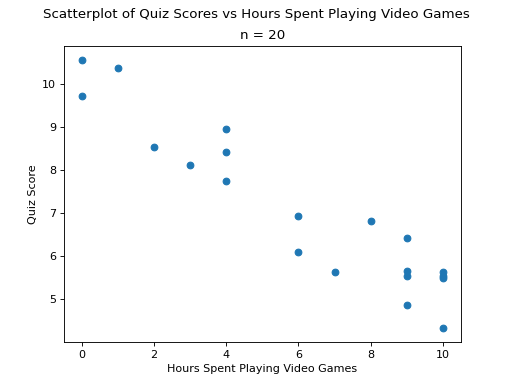 Scatterplot of Quiz Scores vs Hours Spent Playing Video Games
n = 20
10
9
8
7
6
5
Quiz Score
0 2 4 6 8 10
Hours Spent Playing Video Games